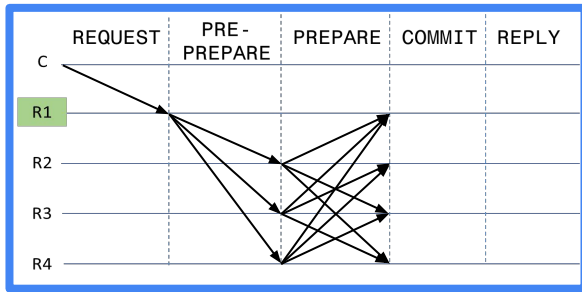 REQUEST
PRE-
PREPARE
PREPARE
COMMIT
REPLY
C
R1
R2
R3
R4